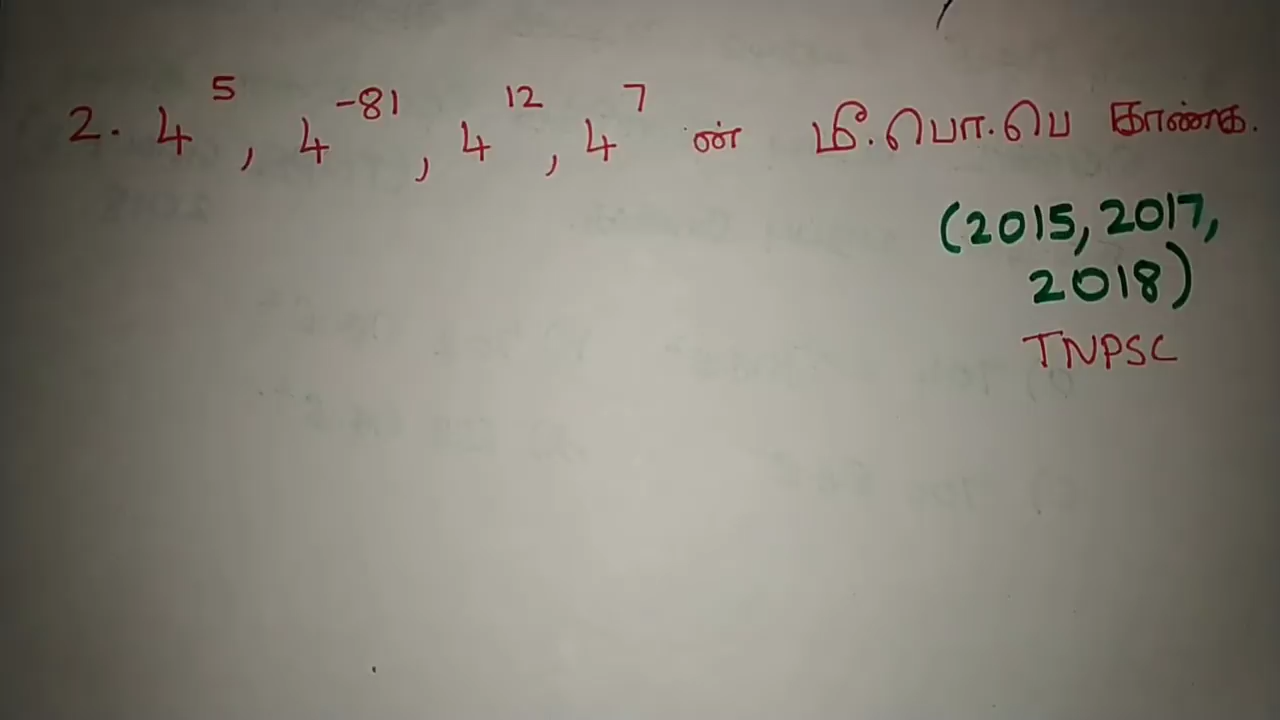 2. 4^5, 4^-81, 4^12, 4^7 ன் மீ.பொ.பெ காண்க.
(2015, 2017,
2018)
TNPSC